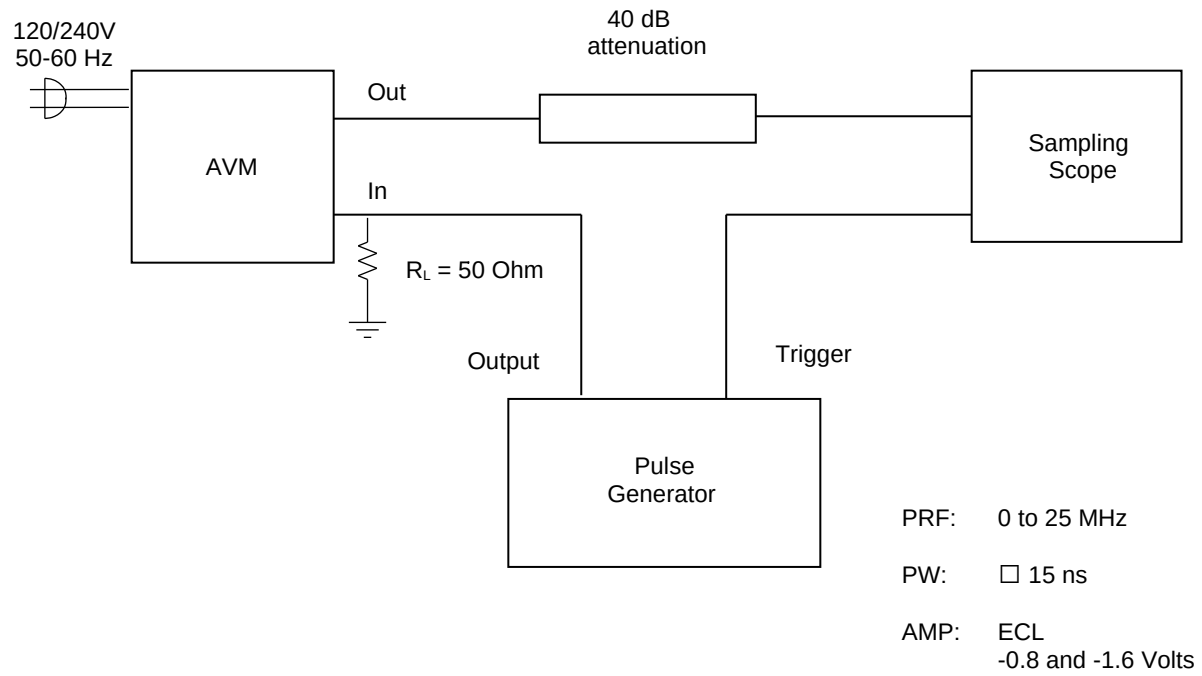 120/240V
50-60 Hz
40 dB
attenuation
Out
AVM
Sampling
Scope
In
RL = 50 Ohm
Output
Trigger
Pulse
Generator
PRF: 0 to 25 MHz
PW: □ 15 ns
AMP: ECL
-0.8 and -1.6 Volts